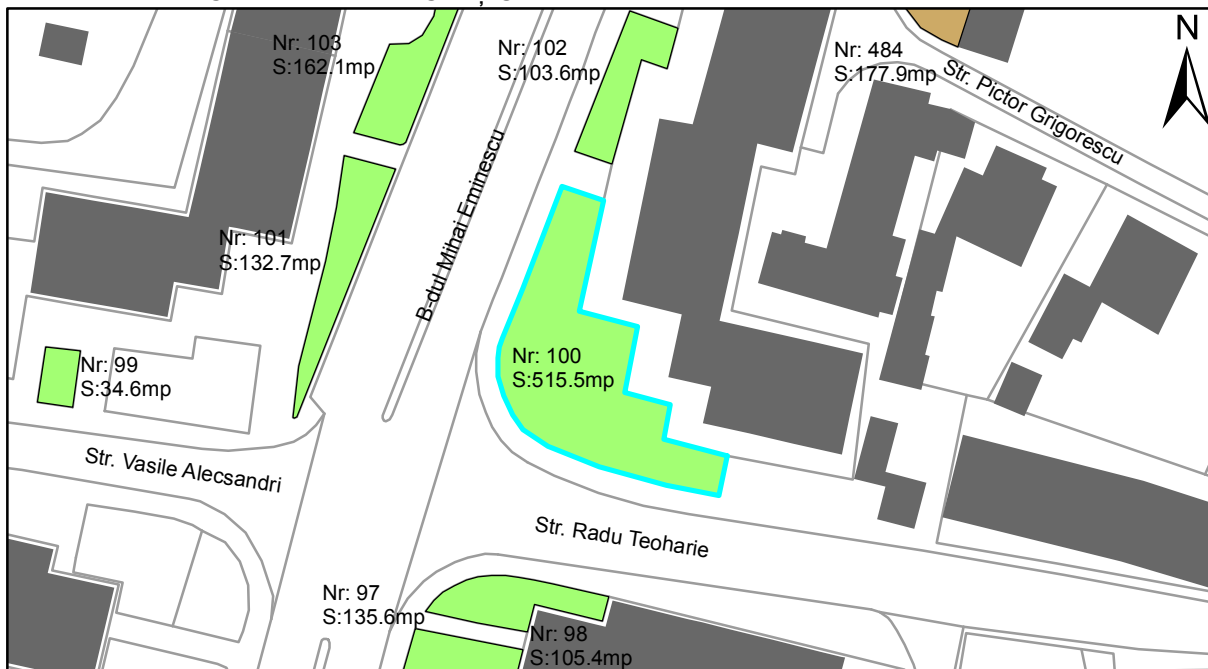 Nr: 103
S:162.1mp
Nr: 102
S:103.6mp
Nr: 484
S:177.9mp
N
Str. Pictor Grigorescu
B-dul Mihai Eminescu
Nr: 101
S:132.7mp
Nr: 100
S:515.5mp
Nr: 99
S:34.6mp
Str. Vasile Alecsandri
Str. Radu Teoharie
Nr: 97
S:135.6mp
Nr: 98
S:105.4mp